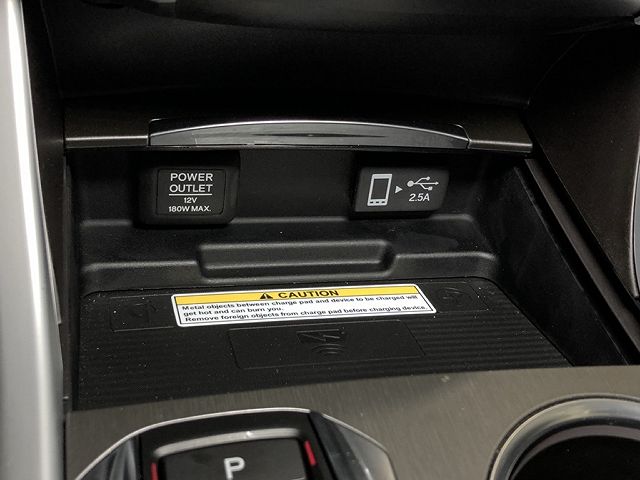 POWER
OUTLET
12V
180W MAX.
2.5A
CAUTION
Metal objects between charge pad and device to be charged will
get hot and can burn you.
Remove foreign objects from charge pad before charging device.
P